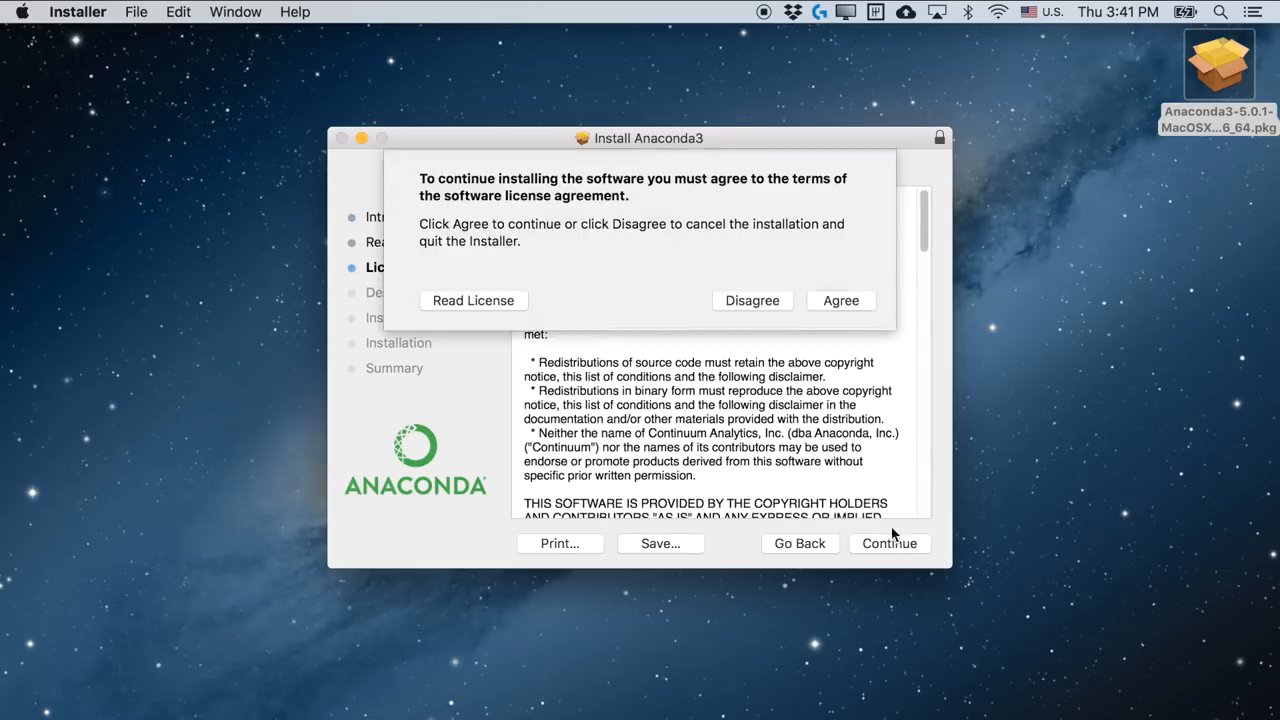 Installer File Edit Window Help U.S. Thu 3:41 PM
Anaconda3-5.0.1-
MacOSX...6_64.pkg
Install Anaconda3
To continue installing the software you must agree to the terms of
the software license agreement.
Click Agree to continue or click Disagree to cancel the installation and
quit the Installer.
Read License Disagree Agree
Intr
Rea
Lic
De
Ins
Installation
Summary
ANACONDA
met:
* Redistributions of source code must retain the above copyright
notice, this list of conditions and the following disclaimer.
* Redistributions in binary form must reproduce the above copyright
notice, this list of conditions and the following disclaimer in the
documentation and/or other materials provided with the distribution.
* Neither the name of Continuum Analytics, Inc. (dba Anaconda, Inc.)
("Continuum") nor the names of its contributors may be used to
endorse or promote products derived from this software without
specific prior written permission.
THIS SOFTWARE IS PROVIDED BY THE COPYRIGHT HOLDERS
AND CONTRIBUTORS "AS IS" AND ANY EXPRESS OR IMPLIED
Print... Save... Go Back Continue